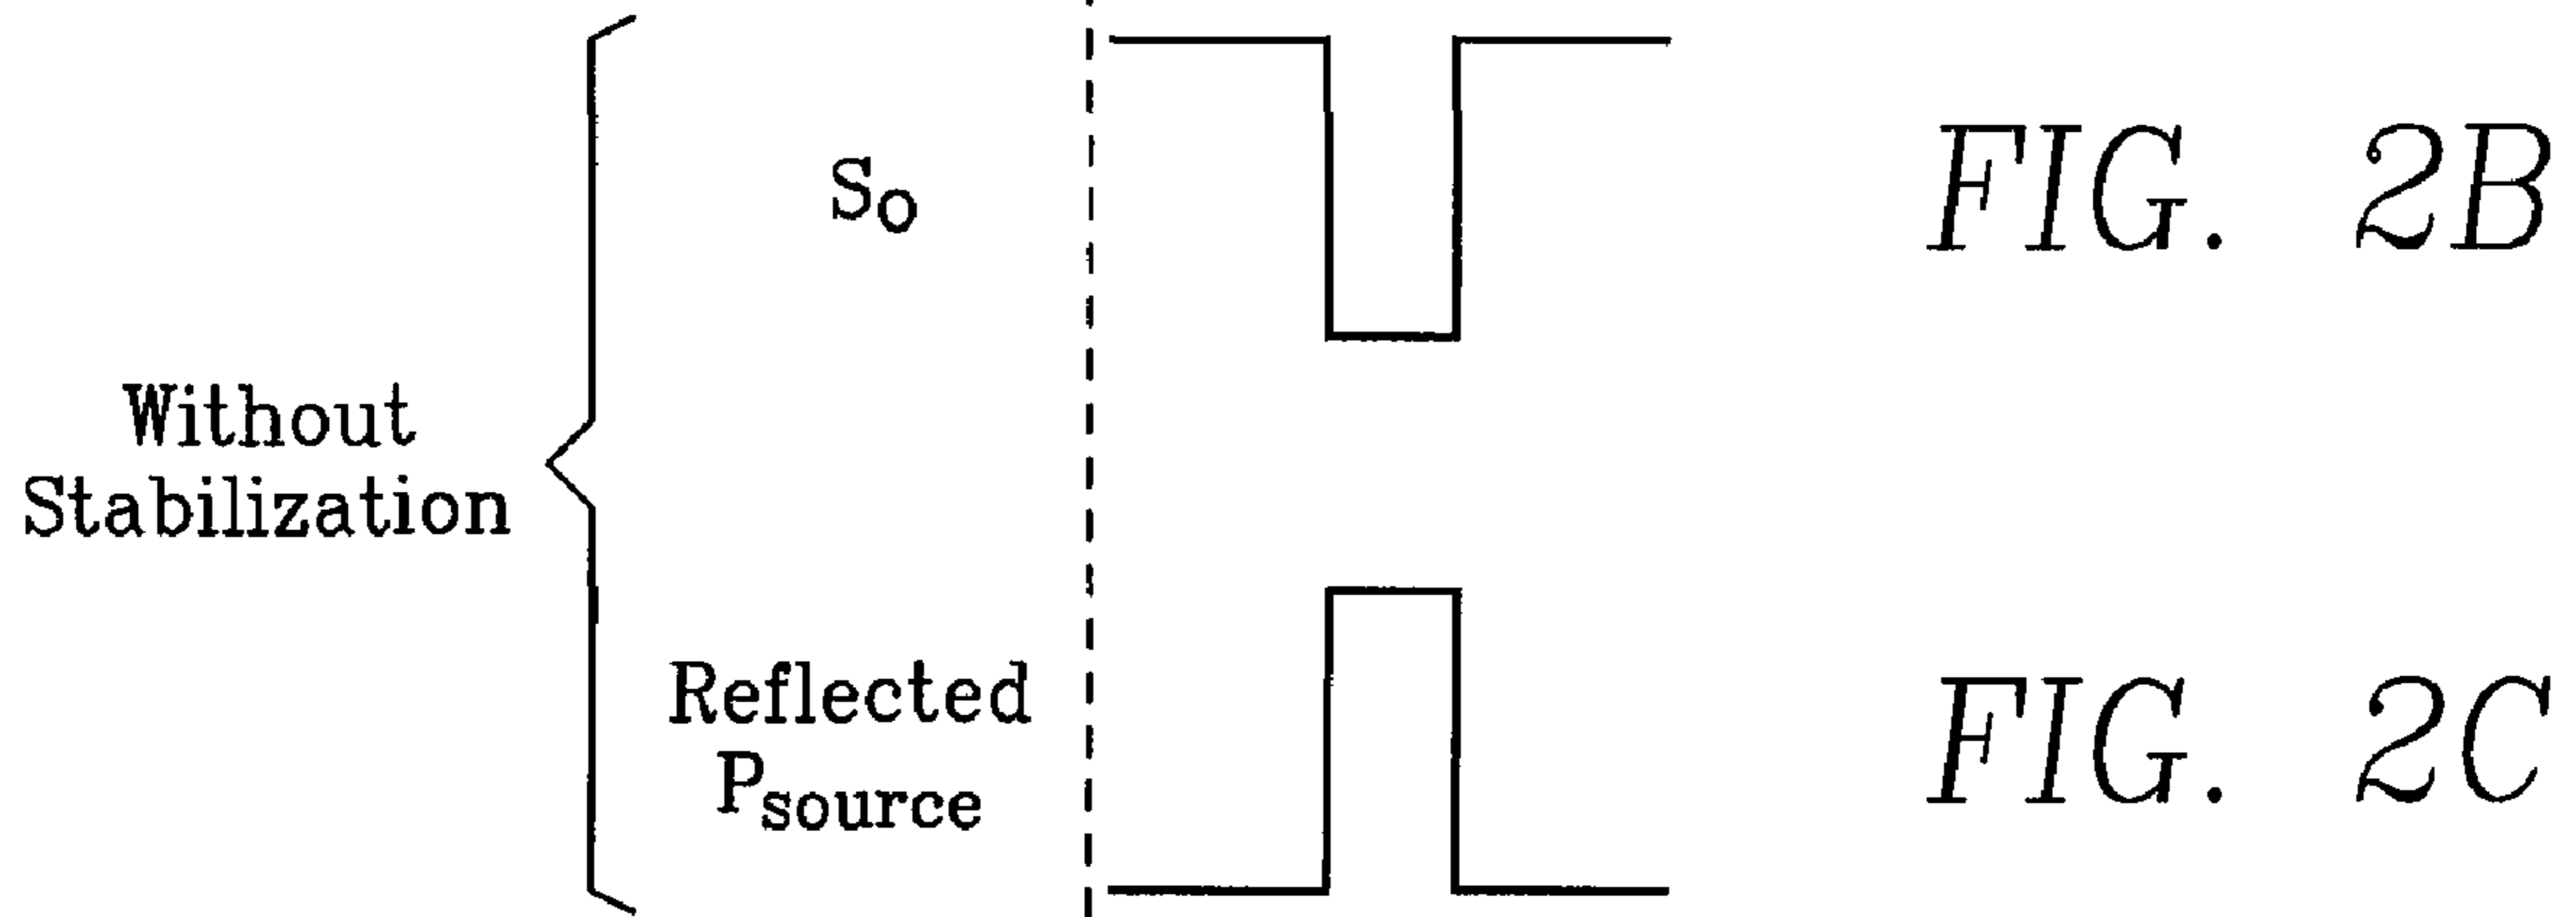 Without
Stabilization
So
FIG. 2B
Reflected
Psource
FIG. 2C